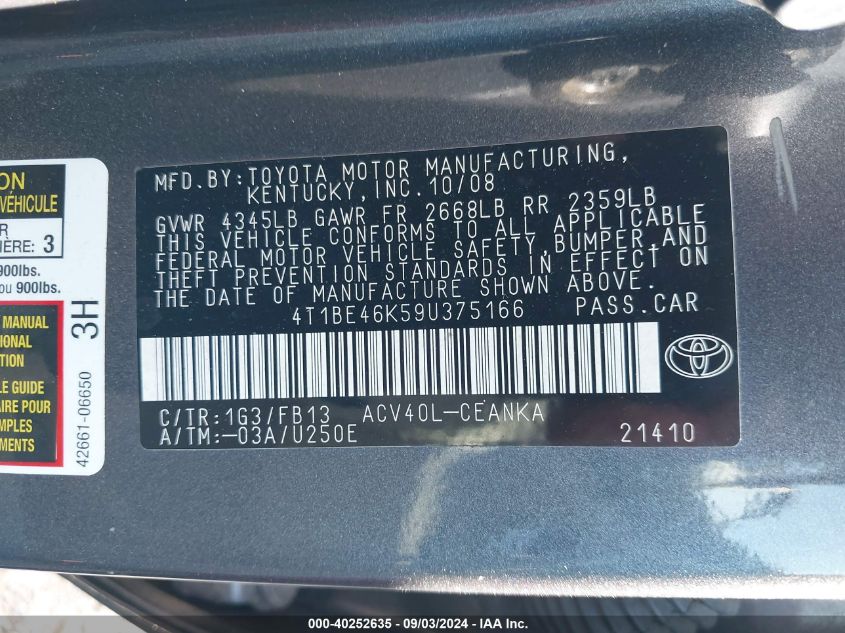 MFD.BY: TOYOTA MOTOR MANUFACTURING,
KENTUCKY, INC. 10/08
GVWR 4345LB GAWR FR 2668LB RR 2359LB
THIS VEHICLE CONFORMS TO ALL APPLICABLE
FEDERAL MOTOR VEHICLE SAFETY, BUMPER, AND
THEFT PREVENTION STANDARDS IN EFFECT ON
THE DATE OF MANUFACTURE SHOWN ABOVE.
4T1BE46K59U375166 PASS.CAR
C/TR:1G3/FB13 ACV40L-CEANKA
A/TM:-03A/U250E 21410
ON
VÉHICULE
R
IÈRE: 3
900lbs.
ou 900lbs.
MANUAL
IONAL
TION
LE GUIDE
AIRE POUR
MPLES
MENTS
3H
42661-06650
000-40252635 - 09/03/2024 - IAA Inc.